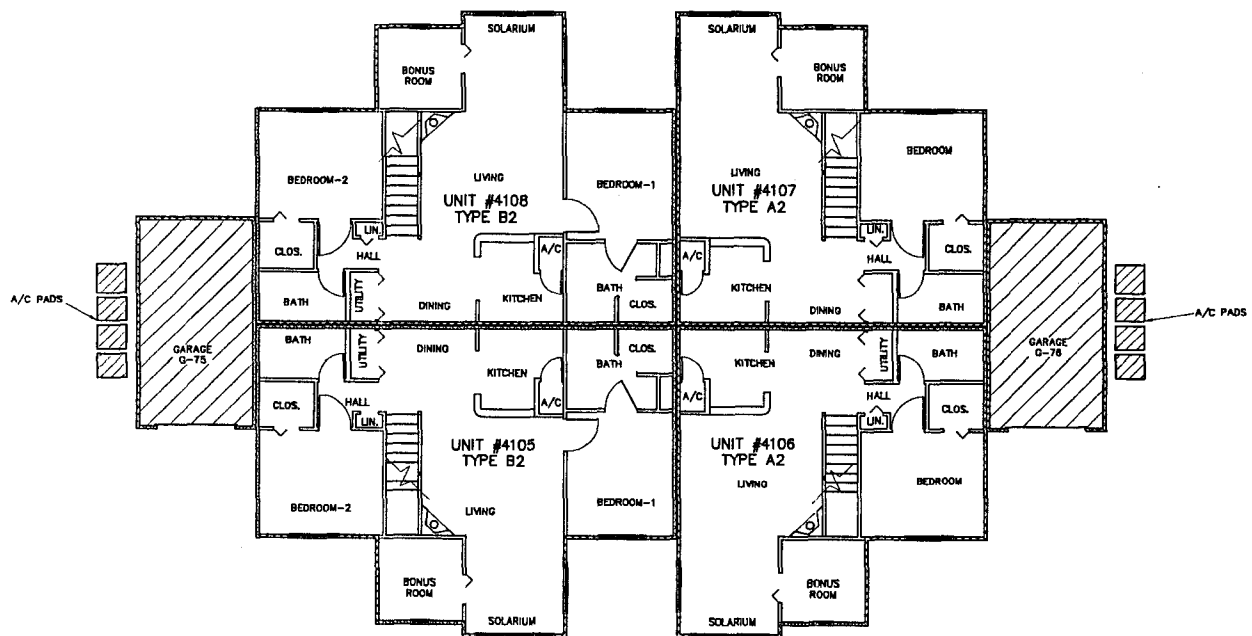 SOLARIUM
SOLARIUM
BONUS
ROOM
BONUS
ROOM
BEDROOM
LIVING
LIVING
BEDROOM-2
BEDROOM-1
UNIT #4108
TYPE B2
UNIT #4107
TYPE A2
LIN.
LIN.
CLOS.
HALL
A/C
A/C
HALL
CLOS.
BATH
UTILITY
DINING
KITCHEN
BATH
CLOS.
KITCHEN
DINING
BATH
A/C PADS
A/C PADS
GARAGE
G-75
GARAGE
G-76
BATH
UTILITY
DINING
KITCHEN
BATH
CLOS.
KITCHEN
DINING
UTILITY
BATH
CLOS.
HALL
LIN.
A/C
A/C
HALL
LIN.
CLOS.
UNIT #4105
TYPE B2
UNIT #4106
TYPE A2
BEDROOM-2
LIVING
BEDROOM-1
LIVING
BEDROOM
BONUS
ROOM
BONUS
ROOM
SOLARIUM
SOLARIUM